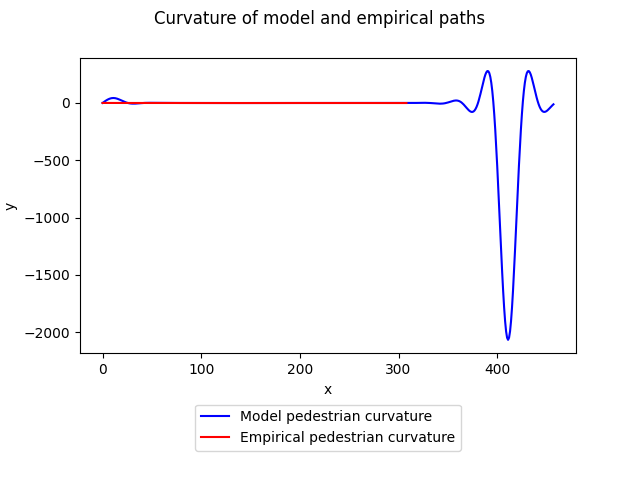 Curvature of model and empirical paths
0
−500
−1000
−1500
−2000
y
0 100 200 300 400
x
Model pedestrian curvature
Empirical pedestrian curvature